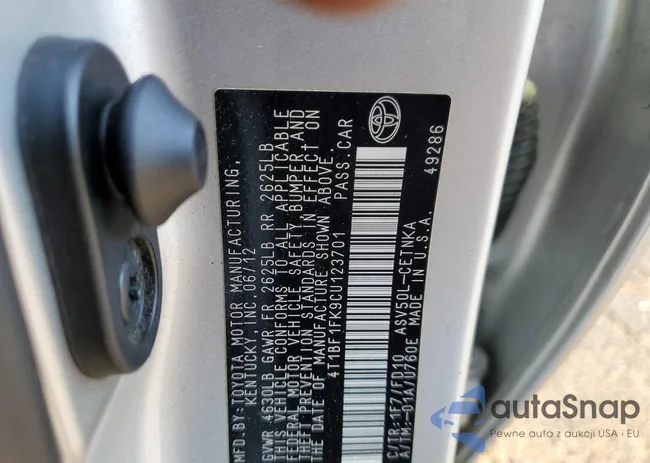 MFD.BY:TOYOTA MOTOR MANUFACTURING,
KENTUCKY, INC. 06/12
GVWR 4630LB GAWR FR 2625LB RR 2625LB
THIS VEHICLE CONFORMS TO ALL APPLICABLE
FEDERAL MOTOR VEHICLE SAFETY, BUMPER, AND
THEFT PREVENTION STANDARDS IN EFFECT ON
THE DATE OF MANUFACTURE SHOWN ABOVE.
4T1BF1FK9CU123701 PASS.CAR
C/TR:1F7/FD10 ASV50L-CETNKA
MADE IN U.S.A.
49286
autaSnap
Pewne auta z aukcji USA i EU